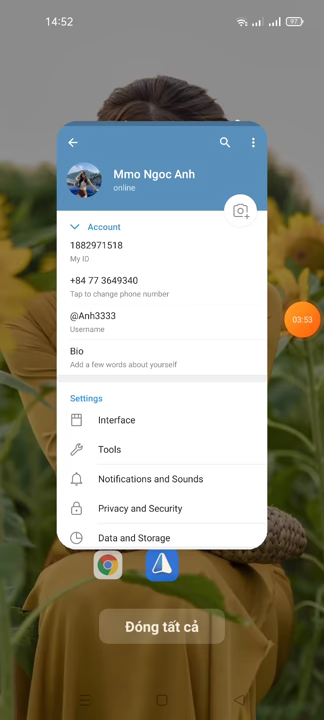 14:52
97
Mmo Ngoc Anh
online
Account
1882971518
My ID
+84 77 3649340
Tap to change phone number
@Anh3333
Username
03:53
Bio
Add a few words about yourself
Settings
Interface
Tools
Notifications and Sounds
Privacy and Security
Data and Storage
Đóng tất cả